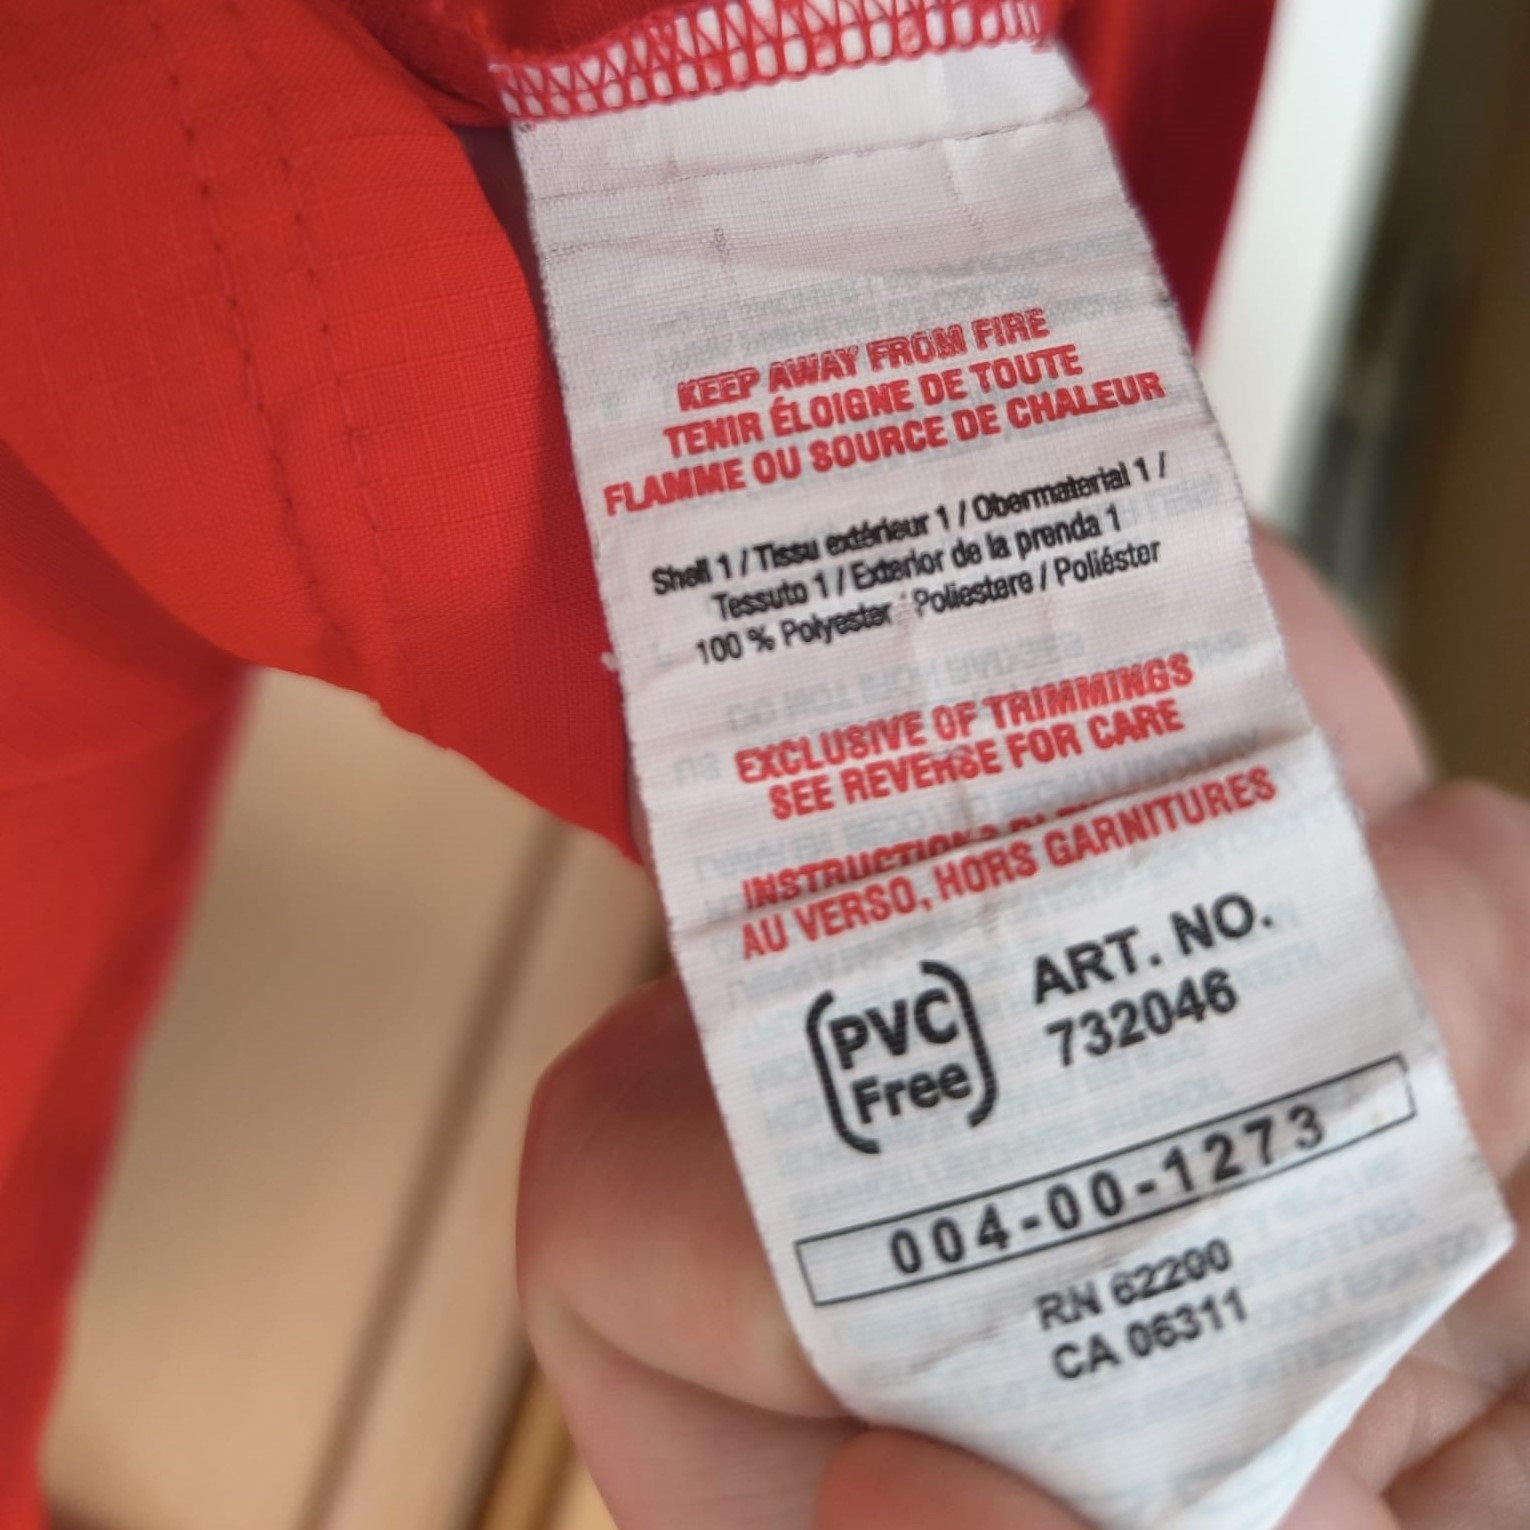 KEEP AWAY FROM FIRE
TENIR ÉLOIGNE DE TOUTE
FLAMME OU SOURCE DE CHALEUR
Shell 1 / Tissu extérieur 1 / Obermaterial 1 /
Tessuto 1 / Exterior de la prenda 1
100 % Polyester Poliestere / Poliéster
EXCLUSIVE OF TRIMMINGS
SEE REVERSE FOR CARE
INSTRUCTIONS
AU VERSO, HORS GARNITURES
PVC
Free
ART. NO.
732046
004-00-1273
RN 62200
CA 06311